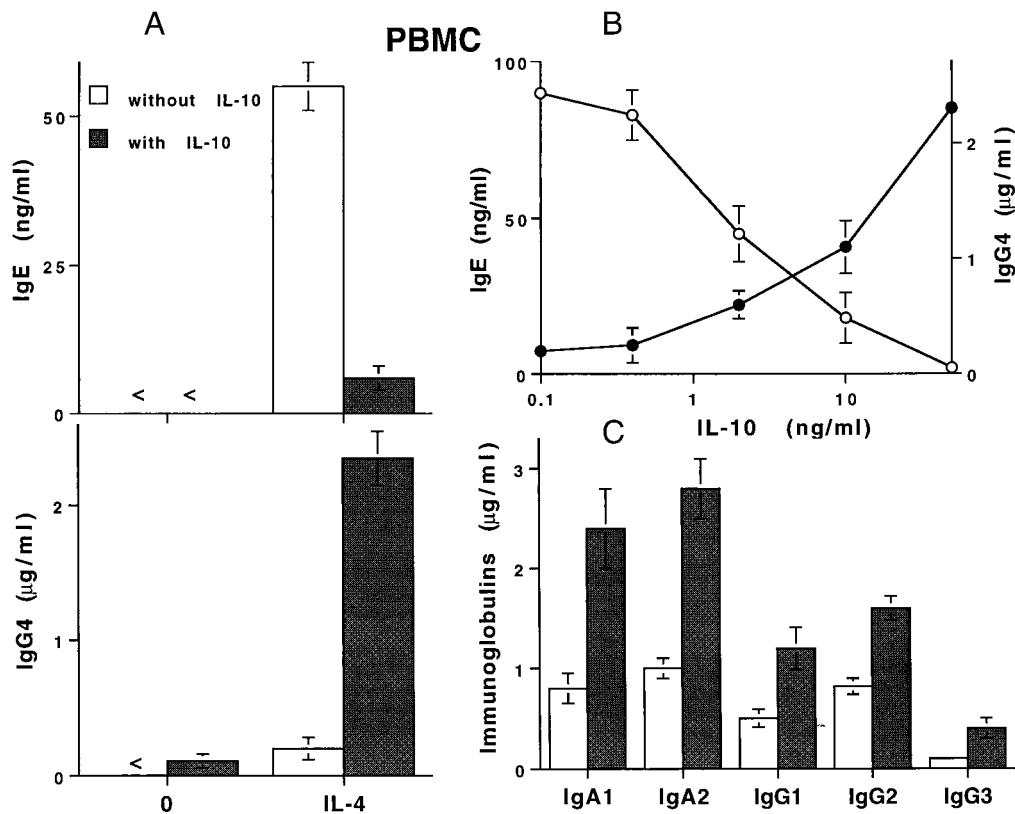 A
PBMC
B
without IL-10
with IL-10
50
25
0
IgE (ng/ml)
< <
2
1
0
IgG4 (μg/ml)
<
0 IL-4
100
50
0
IgE (ng/ml)
2
1
0
IgG4 (μg/ml)
0.1 1 10
IL-10 (ng/ml)
C
3
2
1
0
Immunoglobulins (μg/ml)
IgA1 IgA2 IgG1 IgG2 IgG3